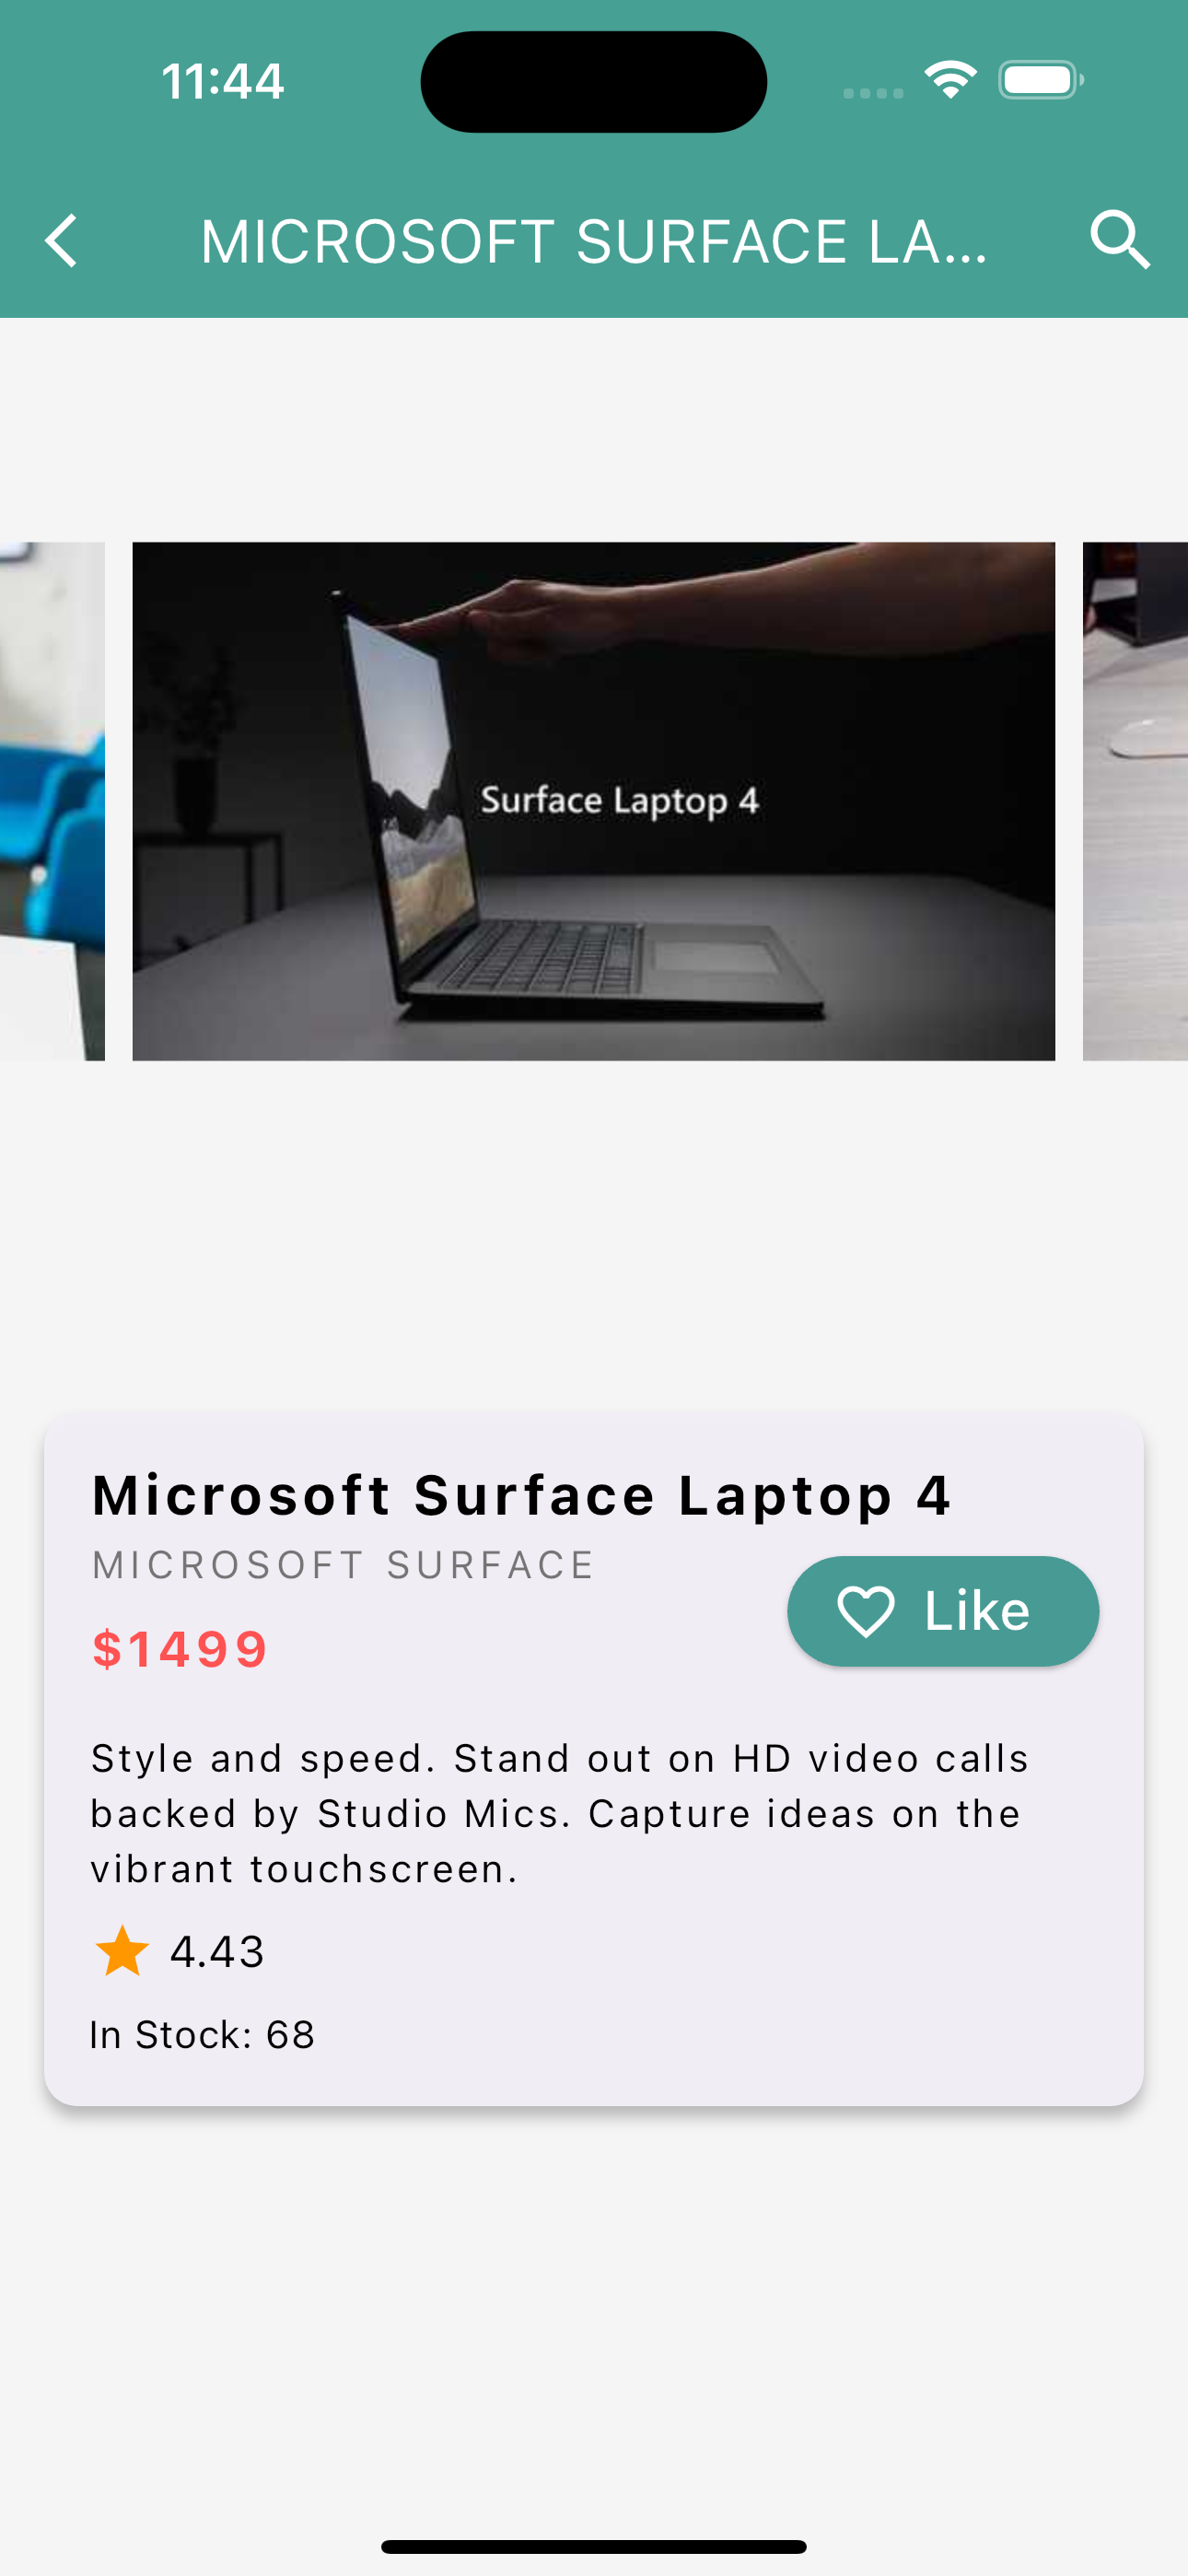 11:44
MICROSOFT SURFACE LA...
Surface Laptop 4
Microsoft Surface Laptop 4
MICROSOFT SURFACE
$1499
Like
Style and speed. Stand out on HD video calls
backed by Studio Mics. Capture ideas on the
vibrant touchscreen.
4.43
In Stock: 68